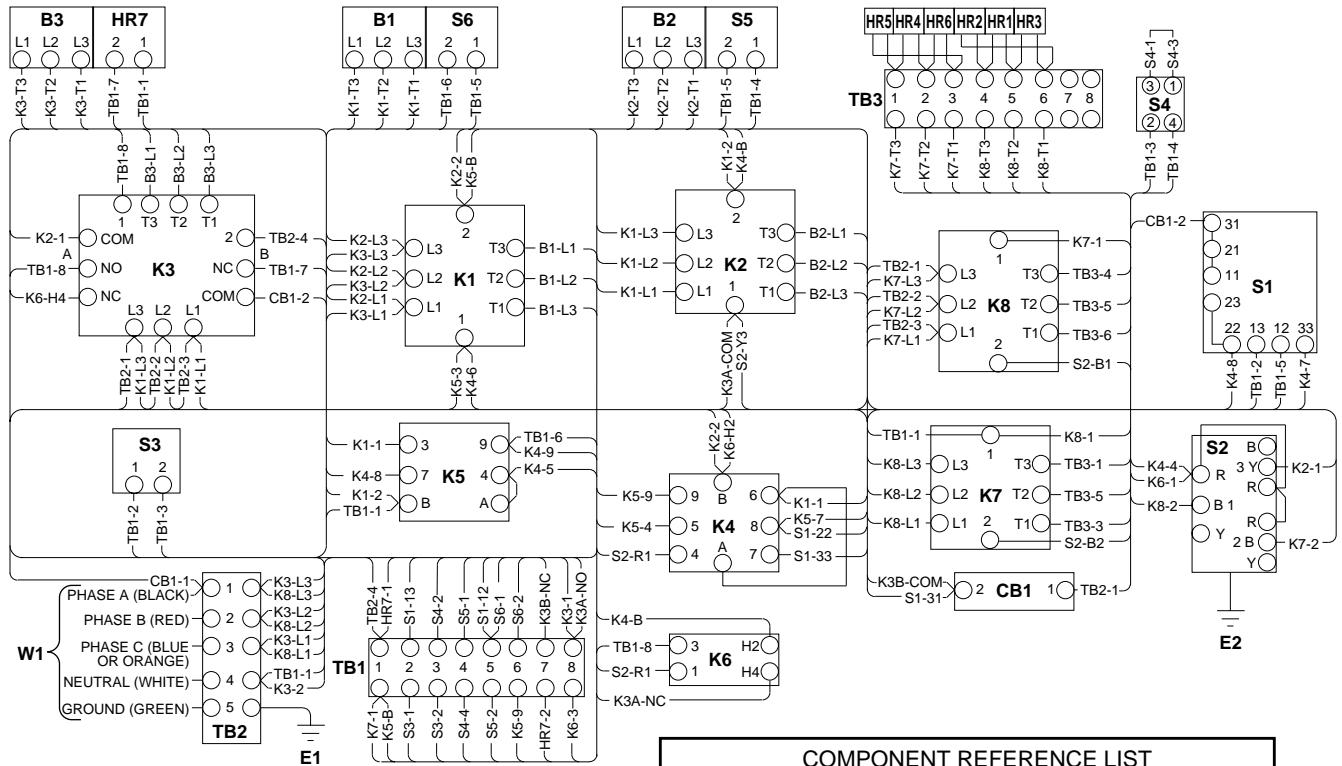 B3 HR7
L1 L2 L3 2 1
K3-T3 K3-T2 K3-T1 TB1-7 TB1-1
B1 S6
L1 L2 L3 2 1
K1-T3 K1-T2 K1-T1 TB1-6 TB1-5
B2 S5
L1 L2 L3 2 1
K2-T3 K2-T2 K2-T1 TB1-5 TB1-4
HR5 HR4 HR6 HR2 HR1 HR3
TB3
1 2 3 4 5 6 7 8
K7-T3 K7-T2 K7-T1 K8-T3 K8-T2 K8-T1
S4-1 S4-3
3 1
S4
2 4
TB1-3 TB1-4
TB1-8 B3-L1 B3-L2 B3-L3
1 T3 T2 T1
K2-1 COM 2 TB2-4
A B
TB1-8 NO K3 NC TB1-7
K6-H4 NC COM CB1-2
L3 L2 L1
TB2-1 K1-L3 TB2-2 K1-L2 TB2-3 K1-L1
K2-2 K5-B
2
K2-L3 L3 T3 B1-L1
K3-L3
K2-L2 L2 K1 T2 B1-L2
K3-L2
K2-L1 L1 T1 B1-L3
K3-L1
1
K5-3 K4-6
K1-2 K4-B
2
K1-L3 L3 T3 B2-L1
K1-L2 L2 K2 T2 B2-L2
K1-L1 L1 T1 B2-L3
1
K3A-COM S2-Y3
K7-1
1
TB2-1 L3 T3 TB3-4
K7-L3
TB2-2 L2 K8 T2 TB3-5
K7-L2
TB2-3 L1 T1 TB3-6
K7-L1
2
S2-B1
CB1-2 31
21
11
S1
23
22 13 12 33
K4-8 TB1-2 TB1-5 K4-7
S3
1 2
TB1-2 TB1-3
K1-1 3 9 TB1-6
K4-9
K4-8 7 K5 4 K4-5
K1-2 B A
TB1-1
K2-2 K6-H2
K5-9 9 B 6 K1-1
K5-4 5 K4 8 K5-7
S1-22
S2-R1 4 A 7 S1-33
TB1-1 1 K8-1
K8-L3 L3 T3 TB3-1
K8-L2 L2 K7 T2 TB3-5
K8-L1 L1 T1 TB3-3
2 S2-B2
S2 B
K4-4 R 3 Y K2-1
K6-1 R
K8-2 B 1 R
Y 2 B K7-2
Y
E2
K3B-COM 2 CB1 1 TB2-1
S1-31
W1
CB1-1 1 K3-L3
PHASE A (BLACK) K8-L3
PHASE B (RED) 2 K3-L2
K8-L2
PHASE C (BLUE 3 K3-L1
OR ORANGE) K8-L1
NEUTRAL (WHITE) 4 TB1-1
K3-2
GROUND (GREEN) 5
TB2
E1
TB2-4 HR7-1 S1-13 S4-2 S5-1 S1-12 S6-1 S6-2 K3B-NC K3-1 K3A-NO
TB1
1 2 3 4 5 6 7 8
K7-1 K5-B S3-1 S3-2 S4-4 S5-2 K5-9 HR7-2 K6-3
K4-B
TB1-8 3 H2
K6
S2-R1 1 H4
K3A-NC
COMPONENT REFERENCE LIST